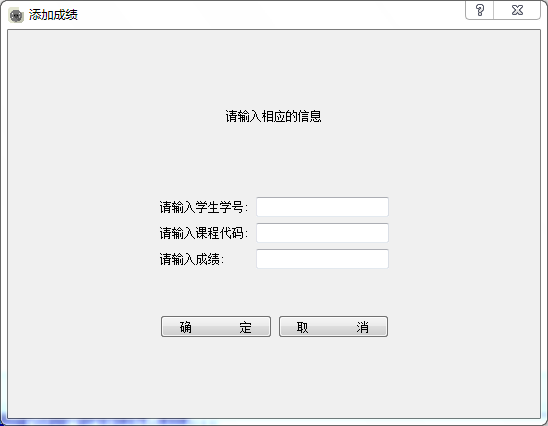 添加成绩
请输入相应的信息
请输入学生学号：
请输入课程代码：
请输入成绩：
确 定 取 消